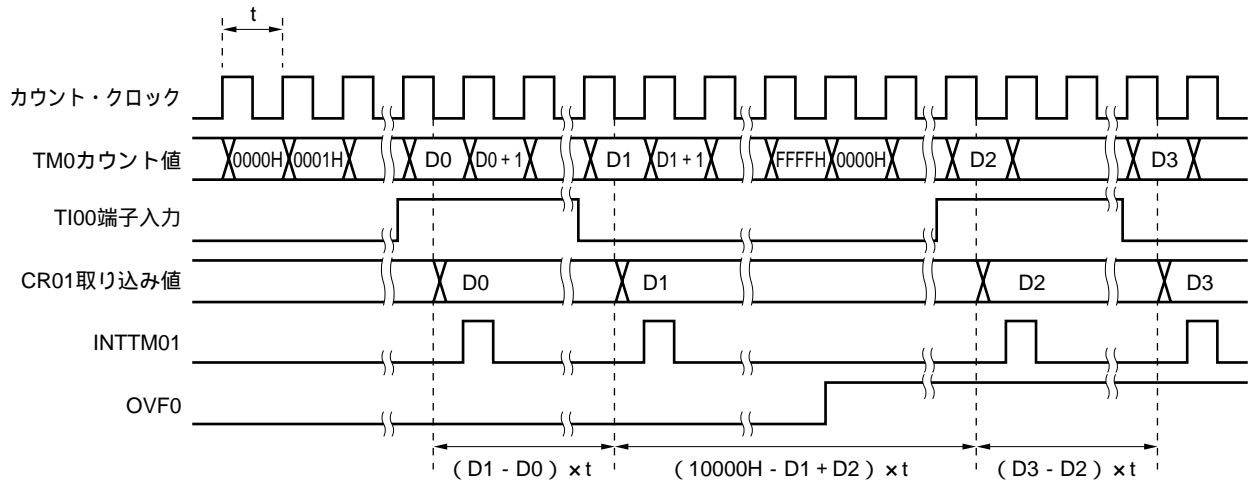 t
カウント・クロック
TM0カウント値
0000H 0001H D0 D0 + 1 D1 D1 + 1 FFFFH 0000H D2 D3
TI00端子入力
CR01取り込み値
D0 D1 D2 D3
INTTM01
OVF0
（D1 - D0）×t （10000H - D1 + D2）×t （D3 - D2）×t